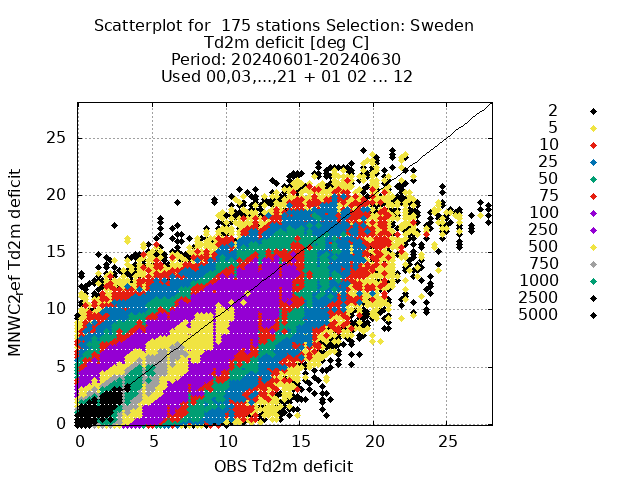 Scatterplot for  175 stations Selection: Sweden
Td2m deficit [deg C]
Period: 20240601-20240630
Used 00,03,...,21 + 01 02 ... 12
MNWC2ref Td2m deficit
25
20
15
10
5
0
0 5 10 15 20 25
OBS Td2m deficit
2
5
10
25
50
75
100
250
500
750
1000
2500
5000